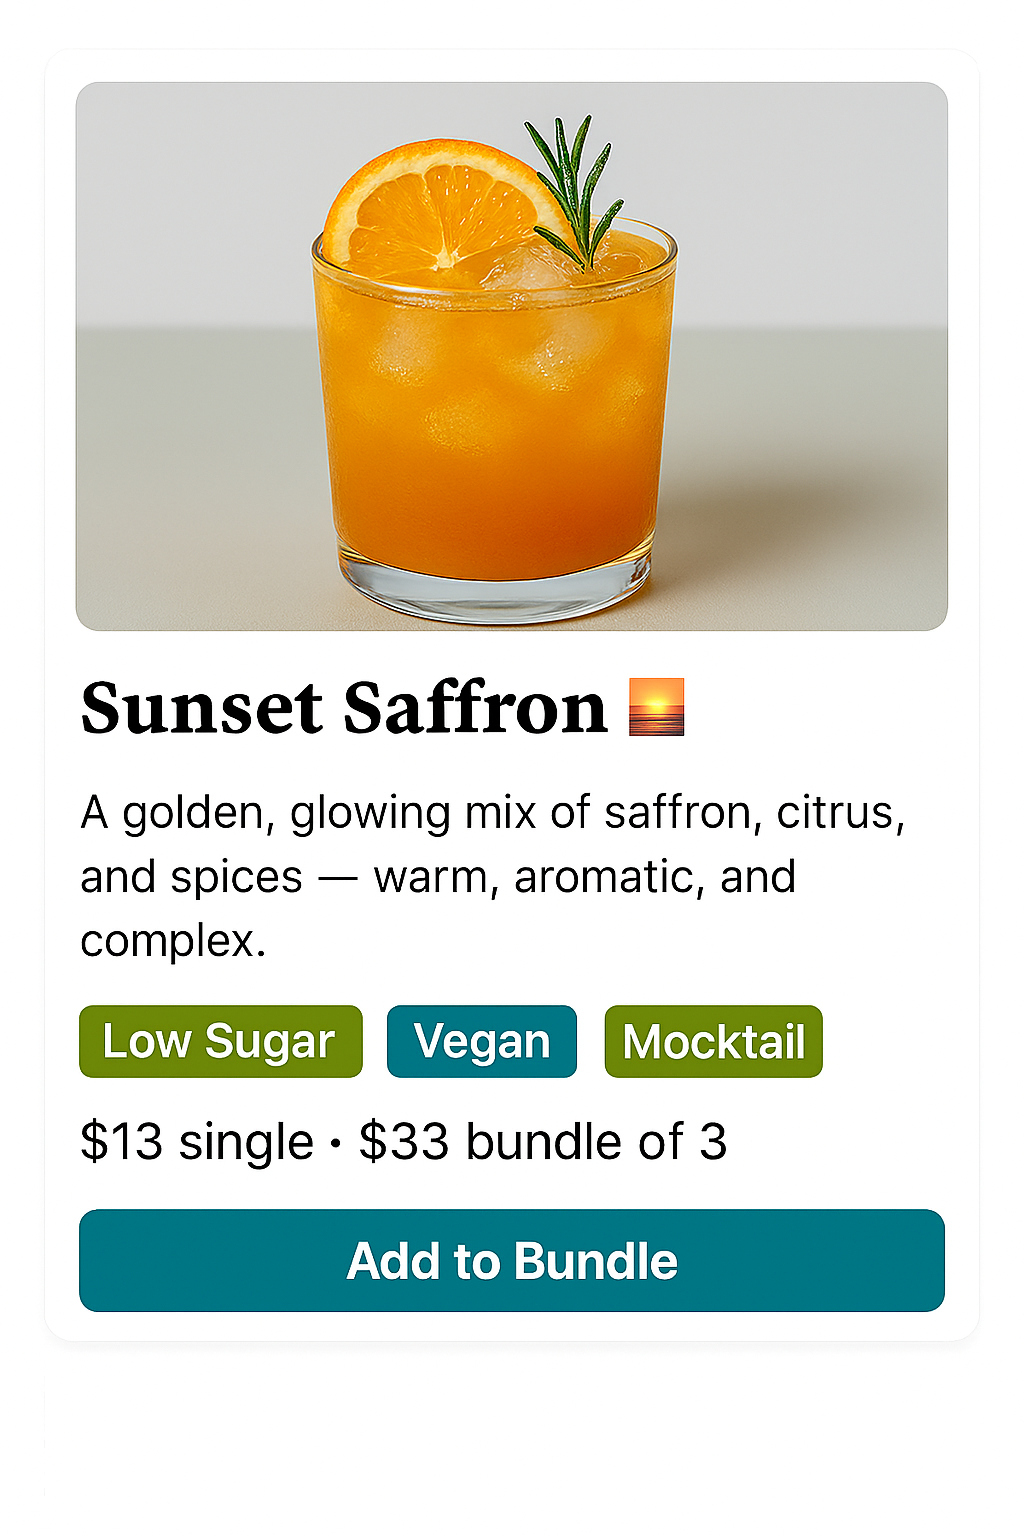 Sunset Saffron 🌅
A golden, glowing mix of saffron, citrus,
and spices — warm, aromatic, and
complex.
Low Sugar Vegan Mocktail
$13 single • $33 bundle of 3
Add to Bundle